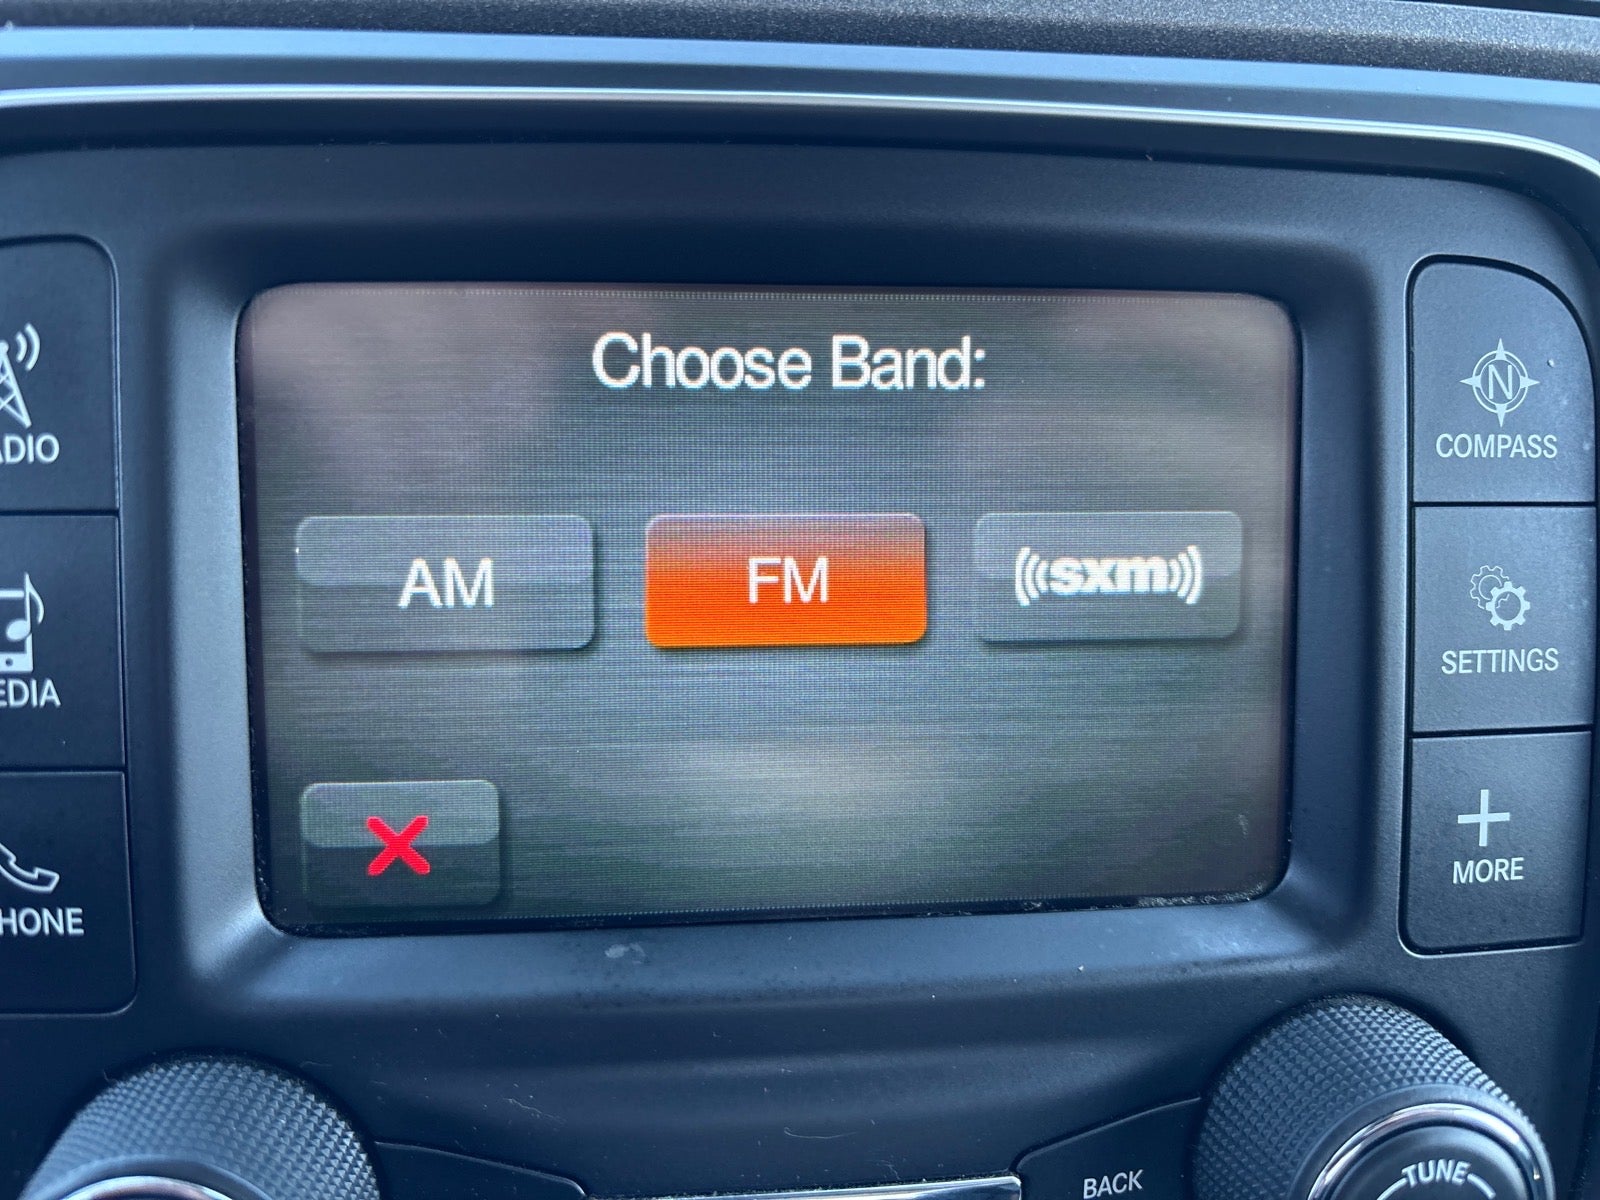 Choose Band:
AM
FM
sxm
ADIO
EDIA
HONE
N
COMPASS
SETTINGS
MORE
BACK
TUNE